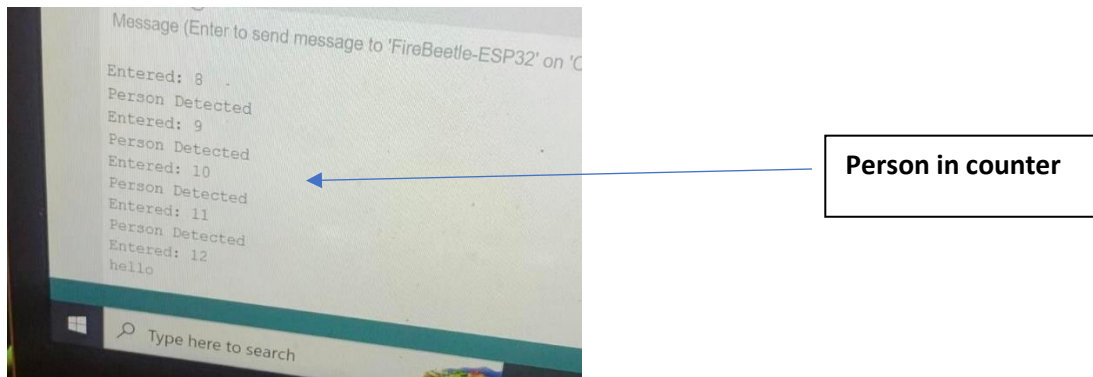 Message (Enter to send message to 'FireBeetle-ESP32' on 'C
Entered: 8
Person Detected
Entered: 9
Person Detected
Entered: 10
Person Detected
Entered: 11
Person Detected
Entered: 12
hello
Type here to search
Person in counter